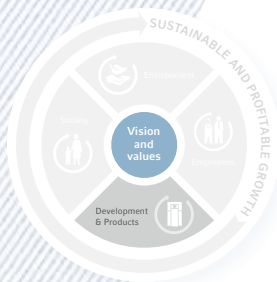 SUSTAINABLE AND PROFITABLE GROWTH
Environment
Society
Vision
and
values
Employees
Development
& Products